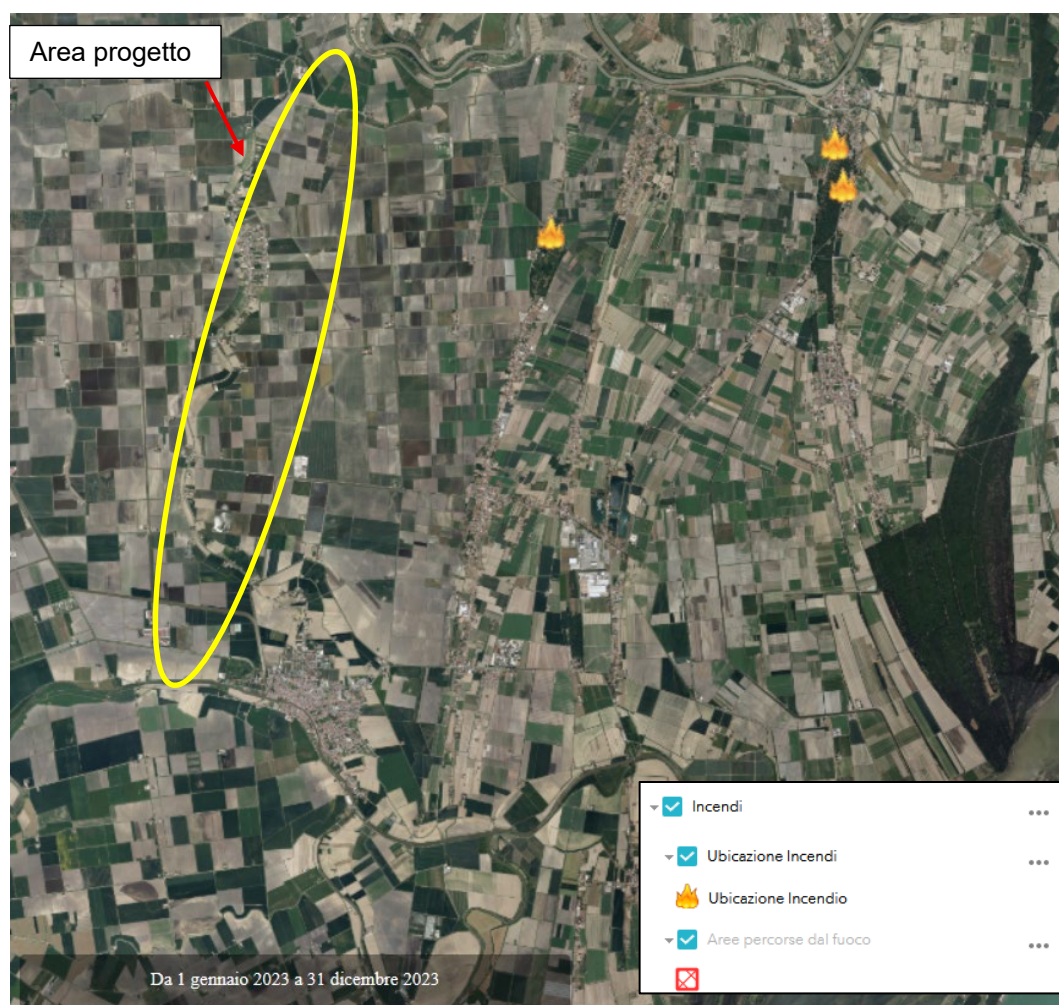 Area progetto
Incendi
Ubicazione Incendi
Ubicazione Incendio
Aree percorse dal fuoco
Da 1 gennaio 2023 a 31 dicembre 2023